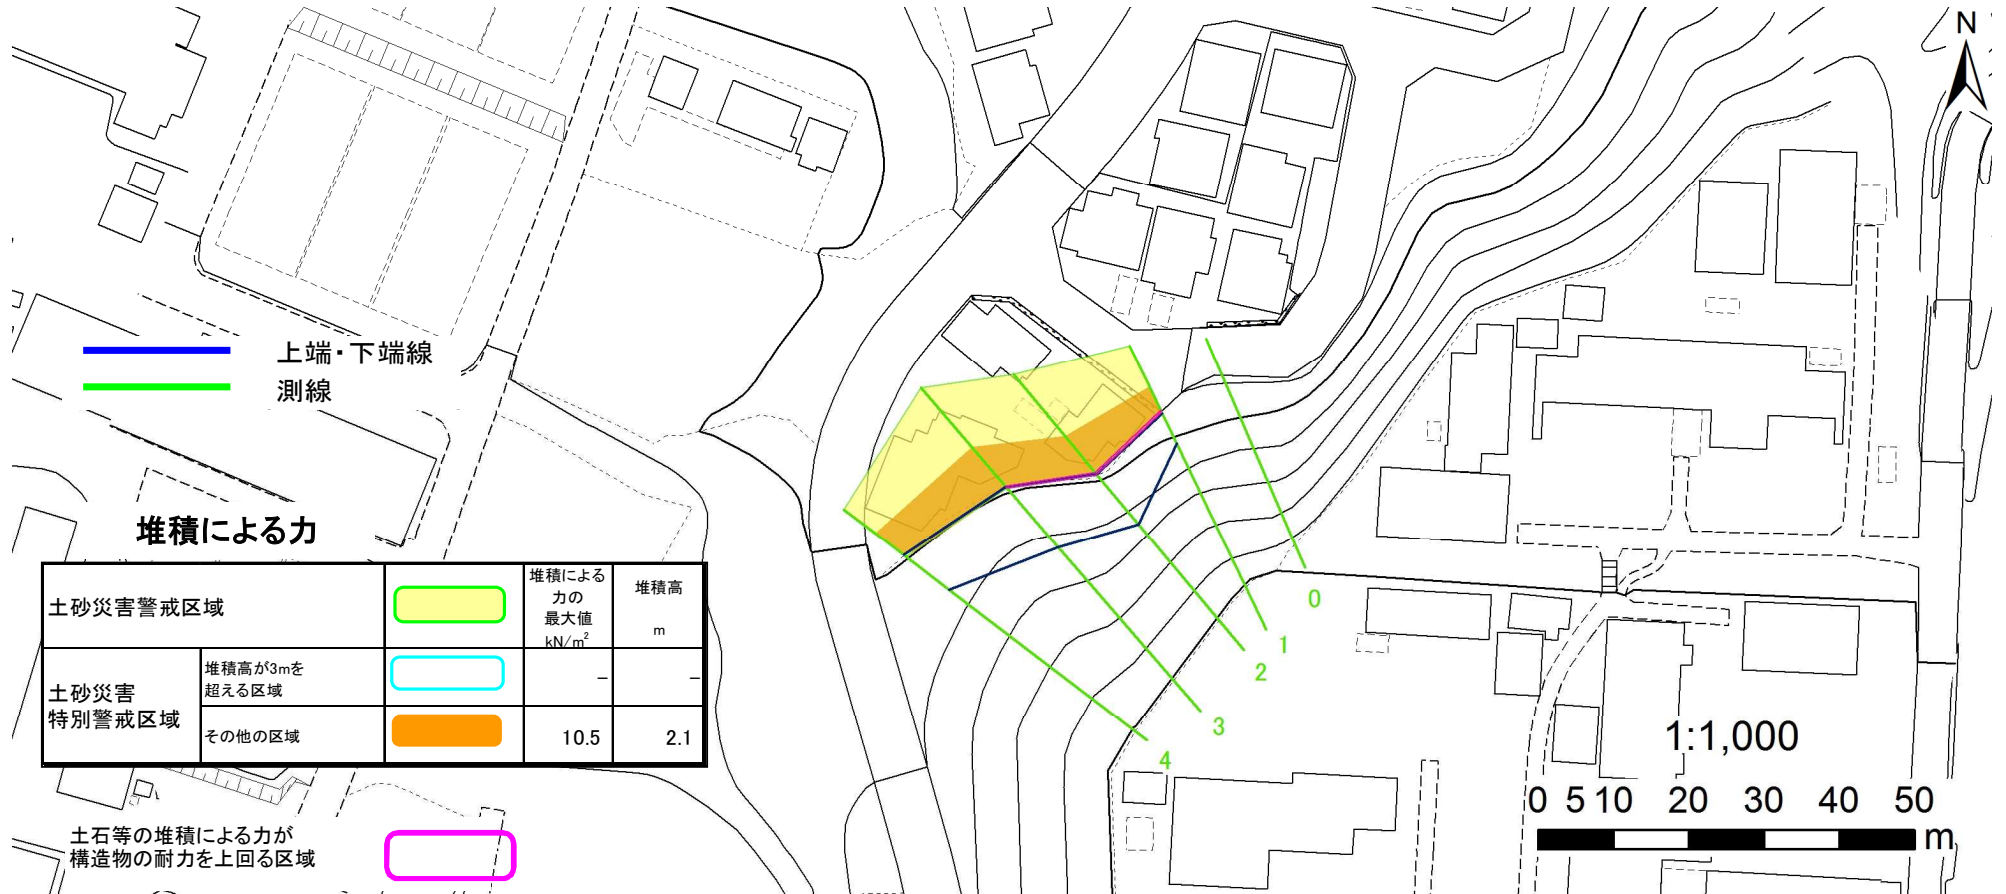 N
上端・下端線
測線
堆積による力
土砂災害警戒区域
堆積による
力の
最大値
kN/m²
堆積高
m
土砂災害
特別警戒区域
堆積高が3mを
超える区域
－
－
その他の区域
10.5
2.1
土石等の堆積による力が
構造物の耐力を上回る区域
0
1
2
3
4
1:1,000
0 5 10 20 30 40 50
m